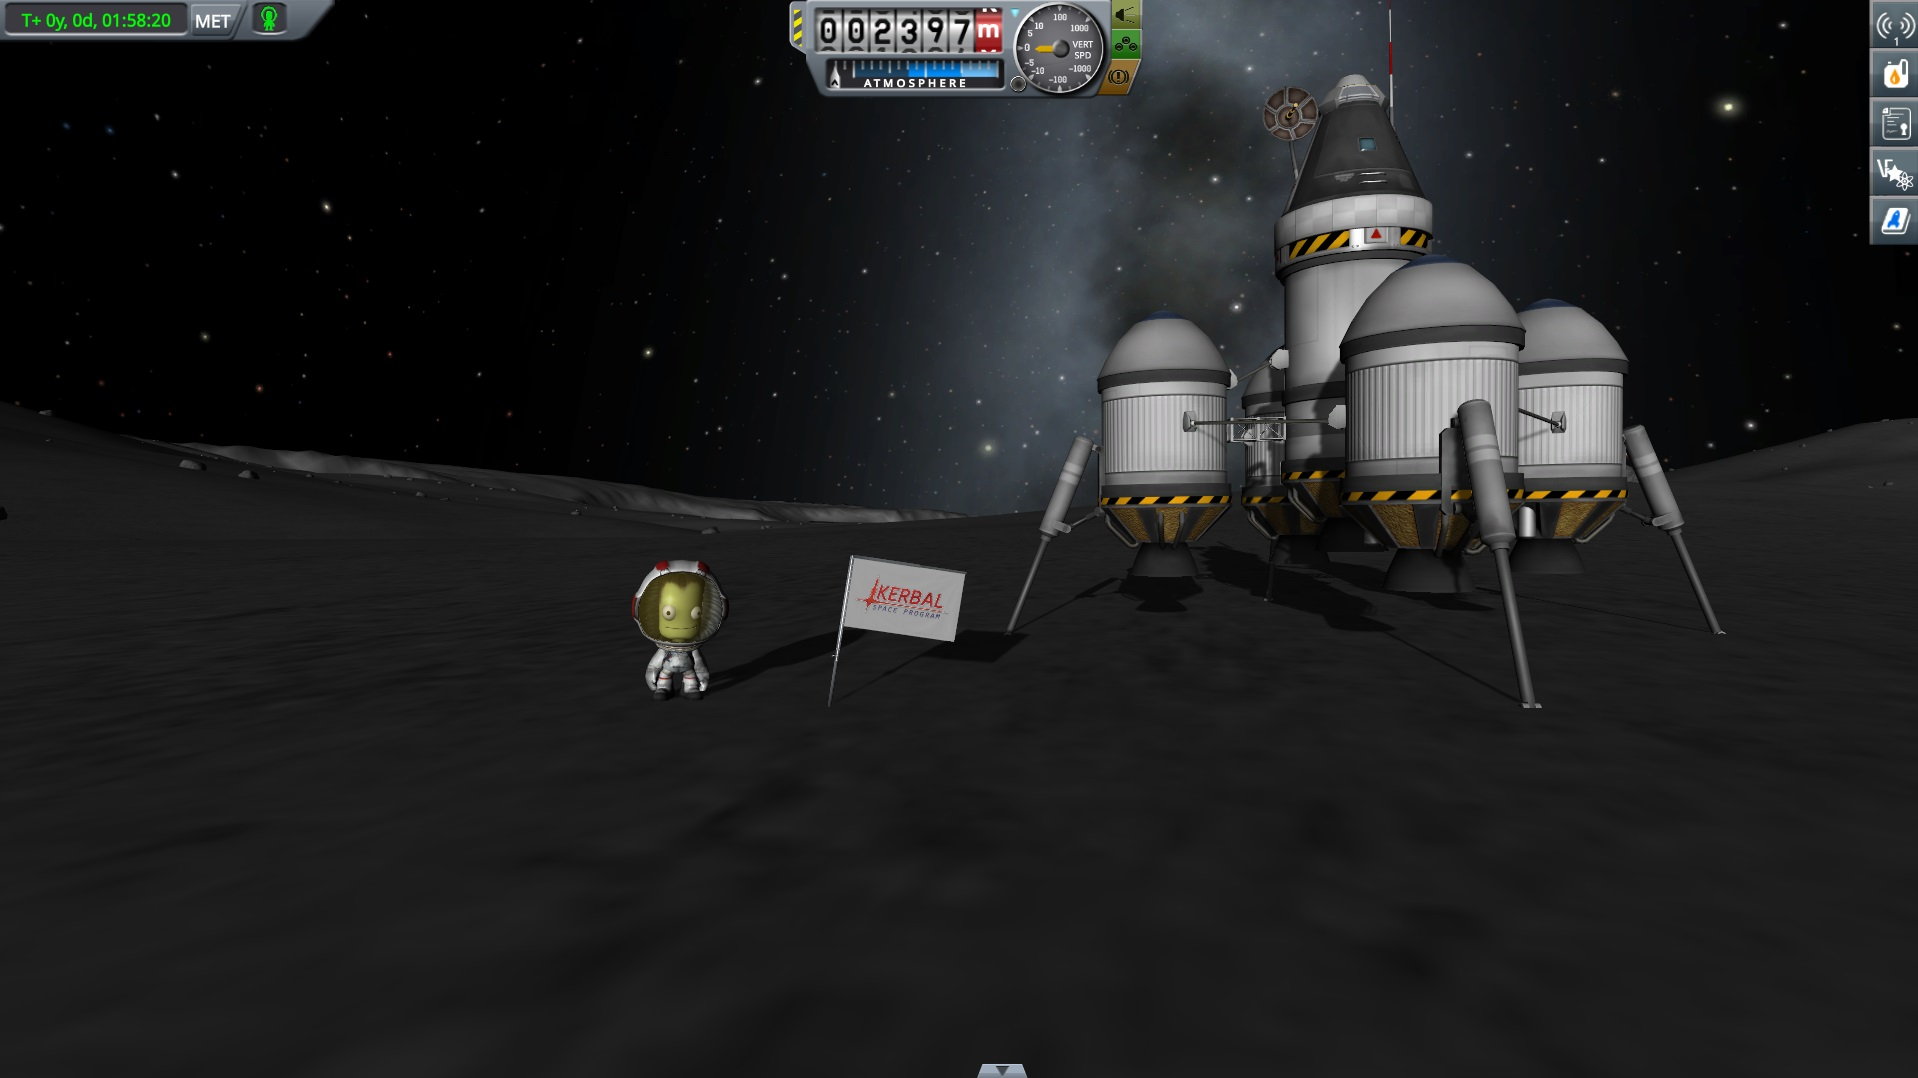 T+ 0y, 0d, 01:58:20 MET
002397 m
ATMOSPHERE
100
10
1000
5
0
VERT
SPD
-5
-10
-1000
-100
1
KERBAL
SPACE PROGRAM